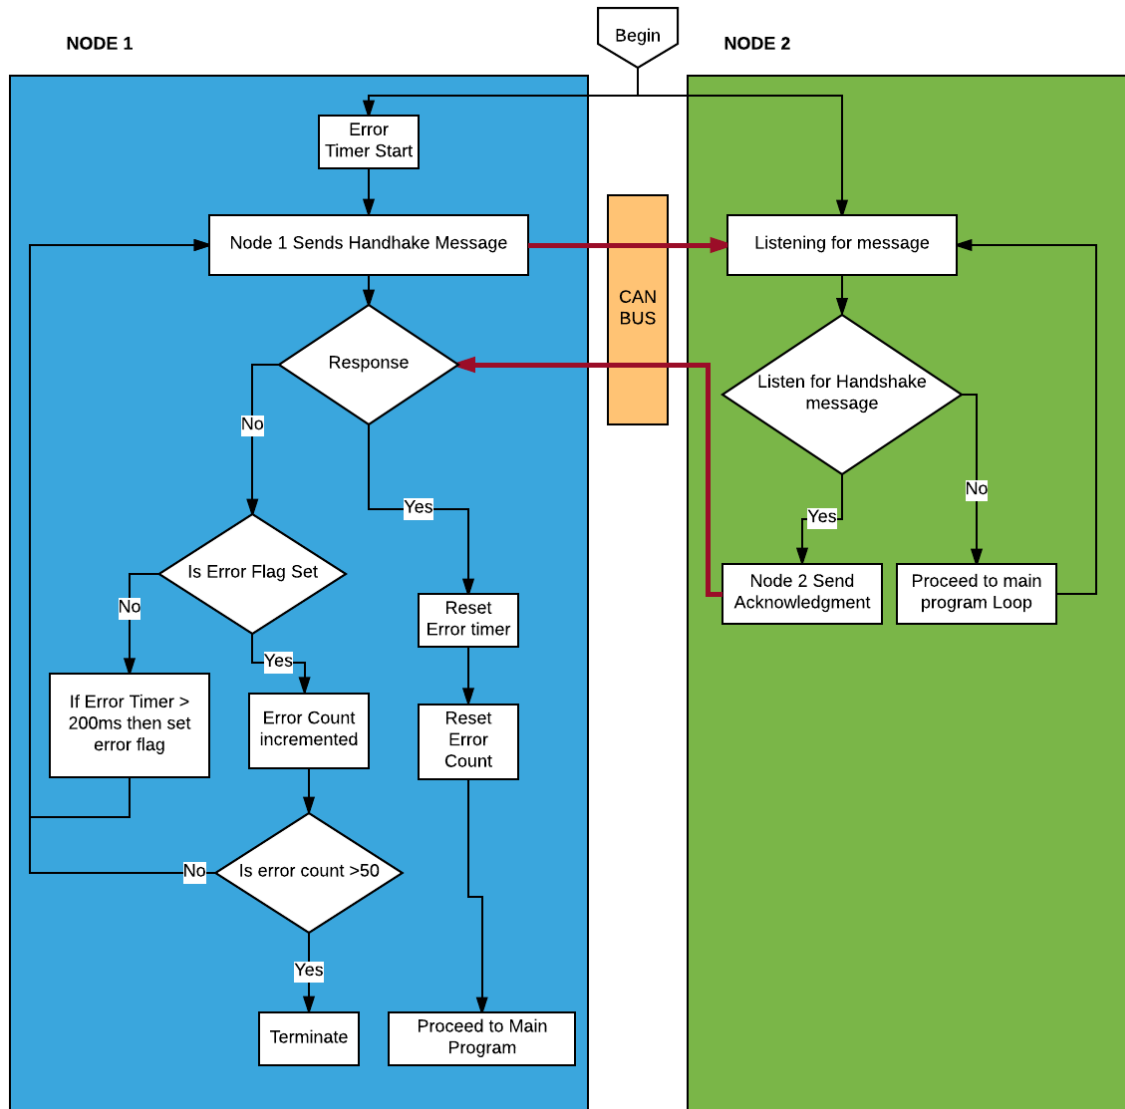 NODE 1
Begin
NODE 2
Error
Timer Start
Node 1 Sends Handhake Message
Listening for message
CAN
BUS
Response
Listen for Handshake
message
No
Yes
No
Yes
Is Error Flag Set
Node 2 Send
Acknowledgment
Proceed to main
program Loop
No
Reset
Error timer
Yes
If Error Timer >
200ms then set
error flag
Error Count
incremented
Reset
Error
Count
No
Is error count >50
Yes
Terminate
Proceed to Main
Program